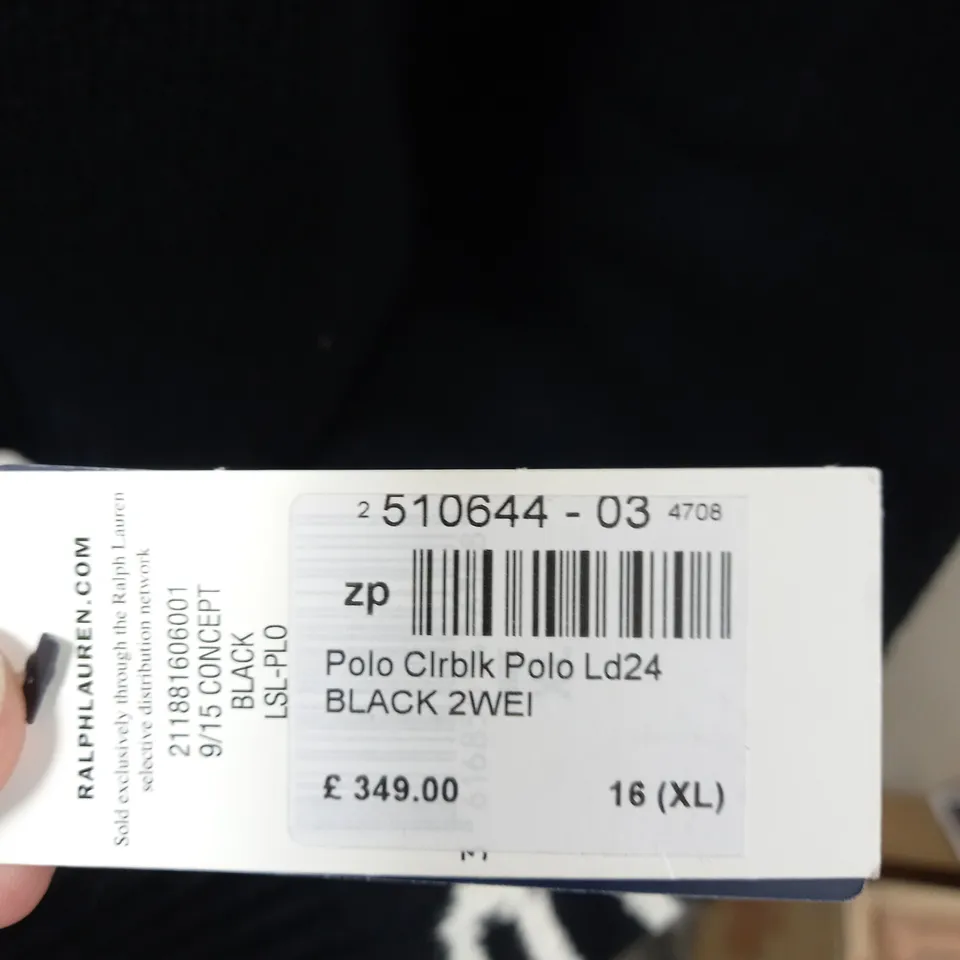 RALPHLAUREN.COM
Sold exclusively through the Ralph Lauren
selective distribution network
211881606001
9/15 CONCEPT
BLACK
LSL-PLO
2 510644 - 03 4708
zp
Polo Clrblk Polo Ld24
BLACK 2WEI
£ 349.00 16 (XL)